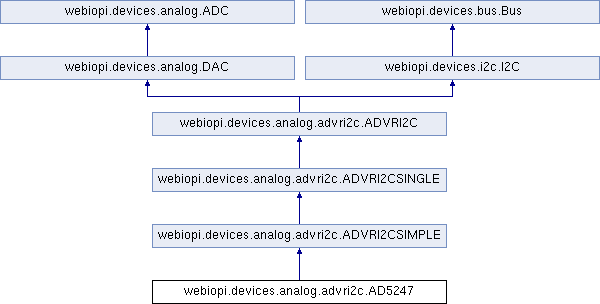 webiopi.devices.analog.ADC
webiopi.devices.bus.Bus
webiopi.devices.analog.DAC
webiopi.devices.i2c.I2C
webiopi.devices.analog.advri2c.ADVRI2C
webiopi.devices.analog.advri2c.ADVRI2CSINGLE
webiopi.devices.analog.advri2c.ADVRI2CSIMPLE
webiopi.devices.analog.advri2c.AD5247